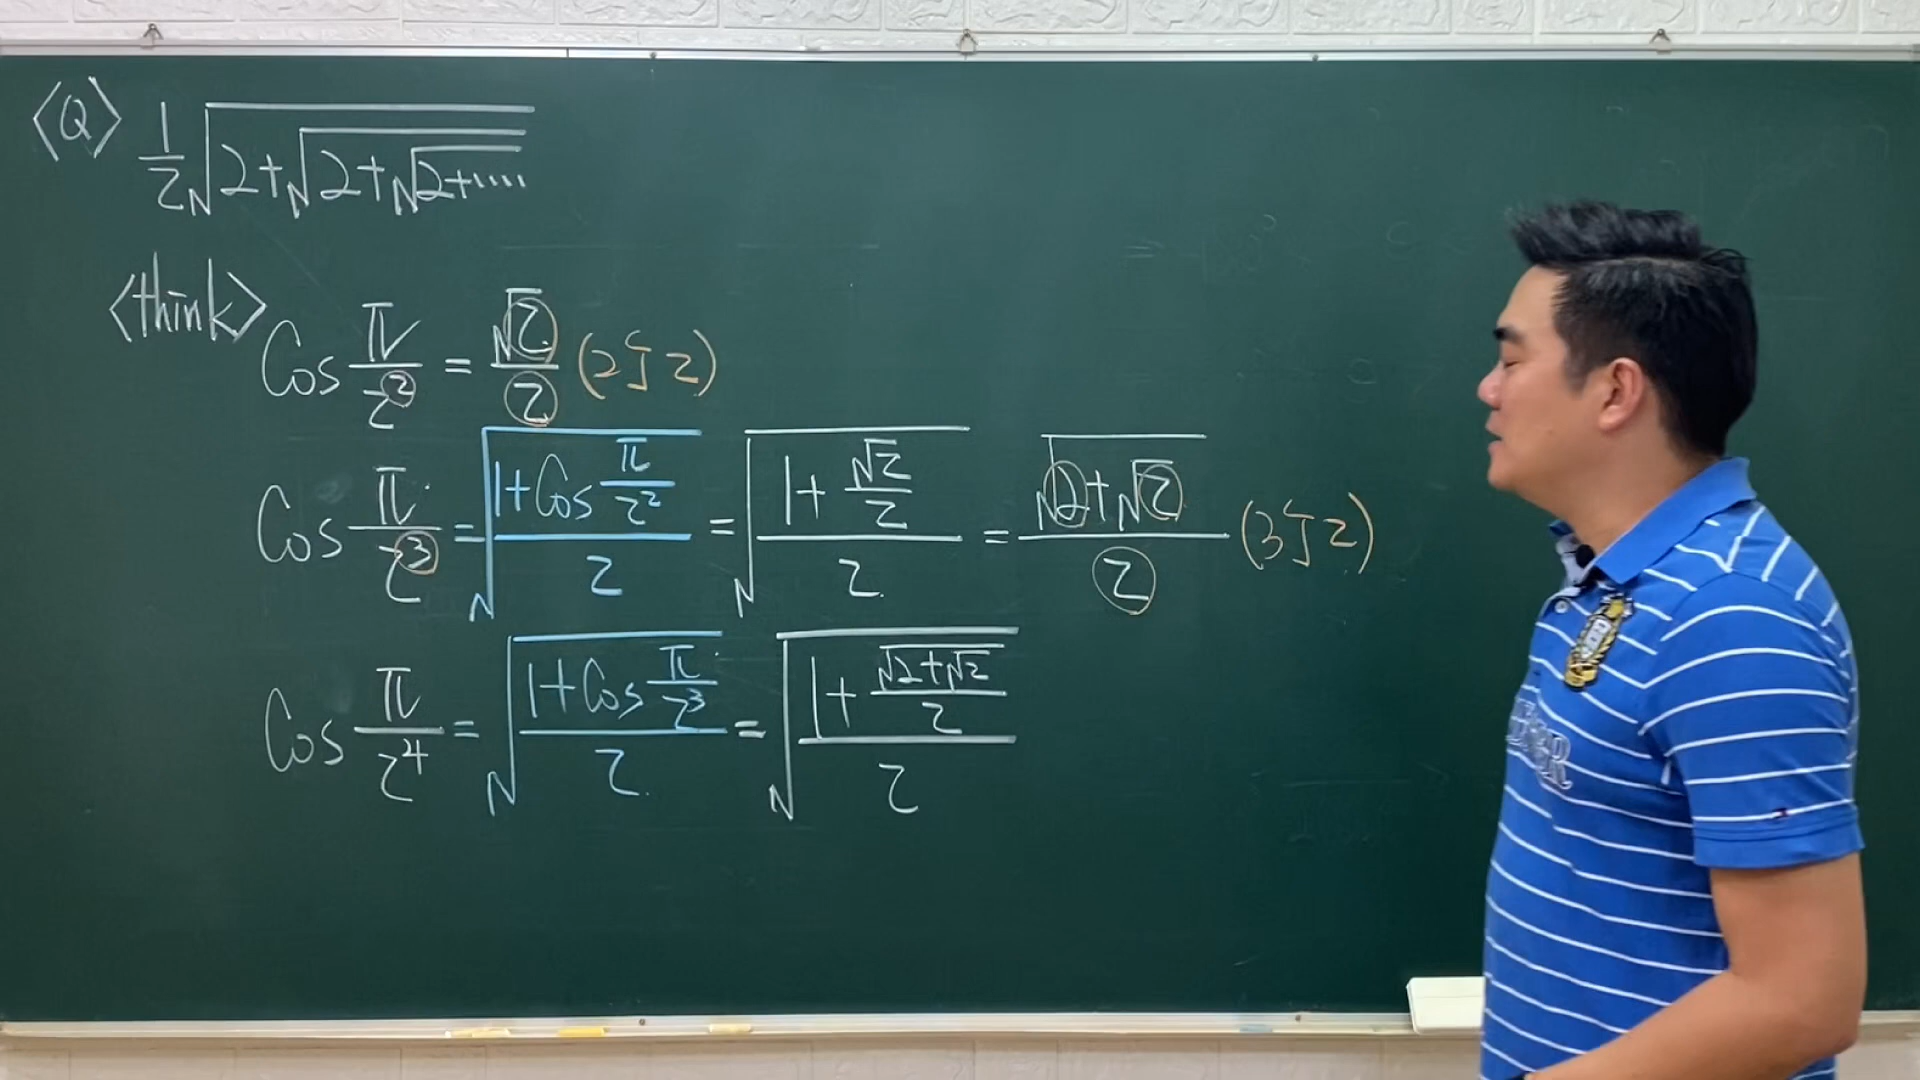 <Q> 1/2√(2+√(2+√(2+....
<think> Cos π/2² = √2/2 (2个2)
Cos π/2³ = √((1+Cos π/2²)/2) = √((1+√2/2)/2) = √(2+√2)/2 (3个2)
Cos π/2⁴ = √((1+Cos π/2³)/2) = √((1+√(2+√2)/2)/2)